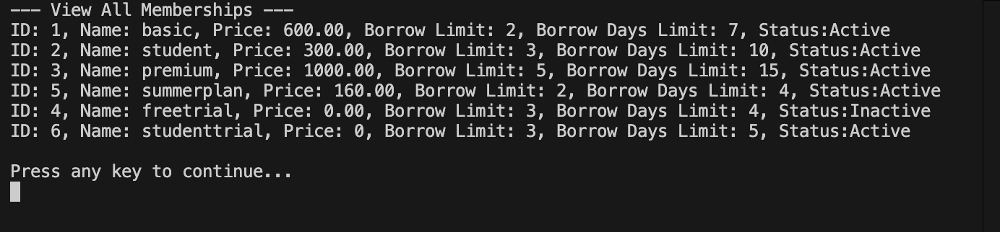 --- View All Memberships ---
ID: 1, Name: basic, Price: 600.00, Borrow Limit: 2, Borrow Days Limit: 7, Status:Active
ID: 2, Name: student, Price: 300.00, Borrow Limit: 3, Borrow Days Limit: 10, Status:Active
ID: 3, Name: premium, Price: 1000.00, Borrow Limit: 5, Borrow Days Limit: 15, Status:Active
ID: 5, Name: summerplan, Price: 160.00, Borrow Limit: 2, Borrow Days Limit: 4, Status:Active
ID: 4, Name: freetrial, Price: 0.00, Borrow Limit: 3, Borrow Days Limit: 4, Status:Inactive
ID: 6, Name: studenttrial, Price: 0, Borrow Limit: 3, Borrow Days Limit: 5, Status:Active
Press any key to continue...